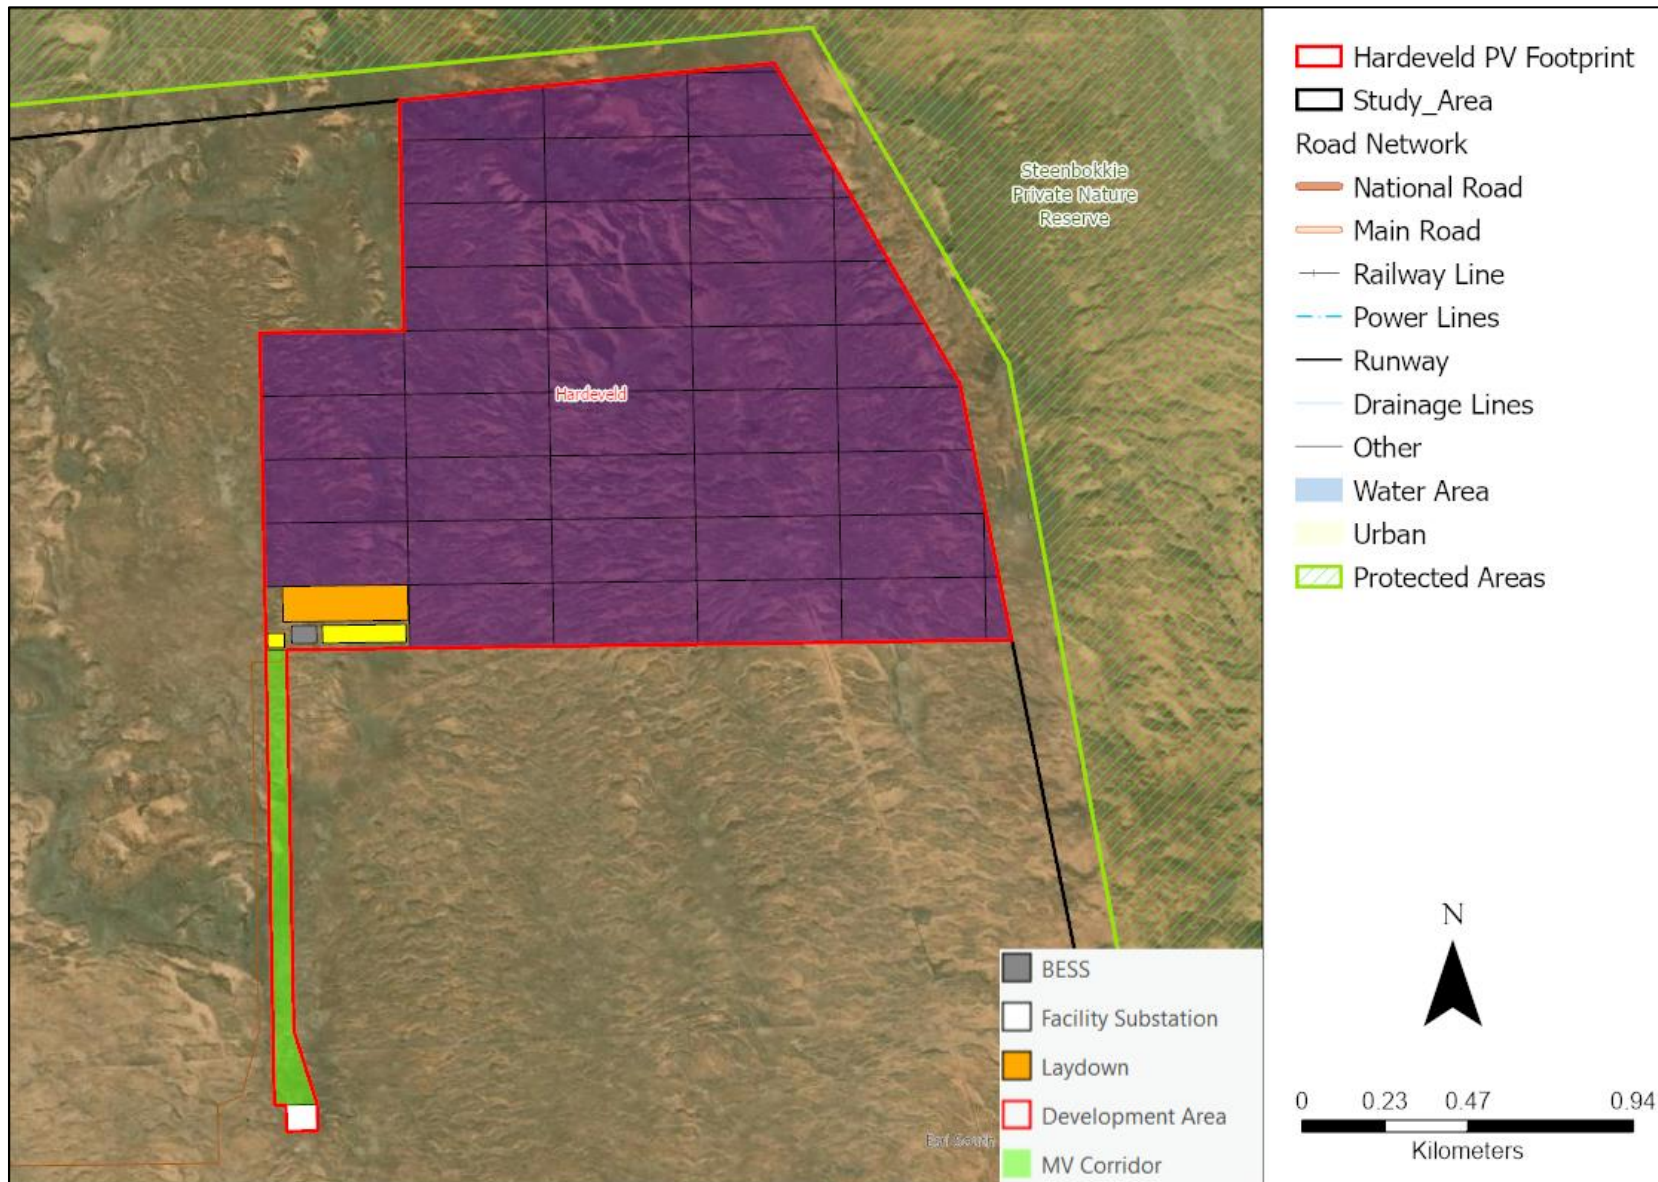 Steenbokkie
Private Nature
Reserve
Hardeveld
BESS
Facility Substation
Laydown
Development Area
MV Corridor
Hardeveld PV Footprint
Study_Area
Road Network
National Road
Main Road
Railway Line
Power Lines
Runway
Drainage Lines
Other
Water Area
Urban
Protected Areas
N
0 0.23 0.47 0.94
Kilometers
Esri South